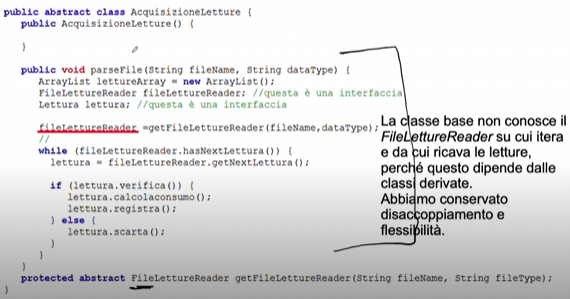 public abstract class AcquisizioneLetture {
public AcquisizioneLetture() {
}
public void parseFile(String fileName, String dataType) {
ArrayList lettureArray = new ArrayList();
FileLettureReader fileLettureReader; //questa è una interfaccia
Lettura lettura; //questa è una interfaccia
fileLettureReader =getFileLettureReader(fileName,dataType);
//
while (fileLettureReader.hasNextLettura()) {
lettura = fileLettureReader.getNextLettura();
if (lettura.verifica()) {
lettura.calcolaconsumo();
lettura.registra();
} else {
lettura.scarta();
}
}
}
protected abstract FileLettureReader getFileLettureReader(String fileName, String fileType);
}
La classe base non conosce il
FileLettureReader su cui itera
e da cui ricava le letture,
perché questo dipende dalle
classi derivate.
Abbiamo conservato
disaccoppiamento e
flessibilità.